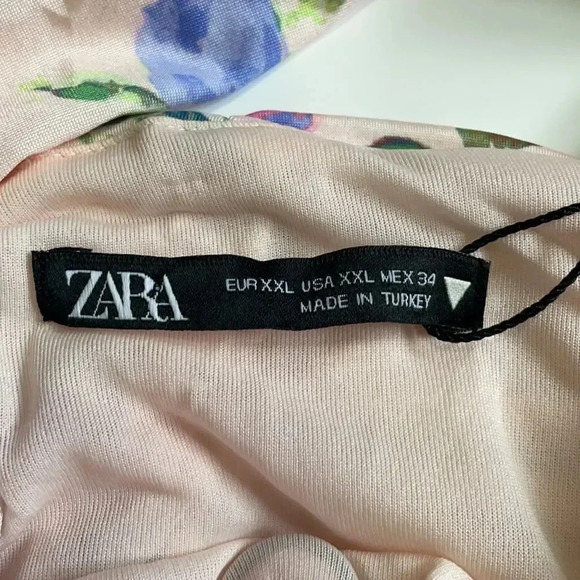 ZARA
EUR XXL USA XXL MEX 34
MADE IN TURKEY